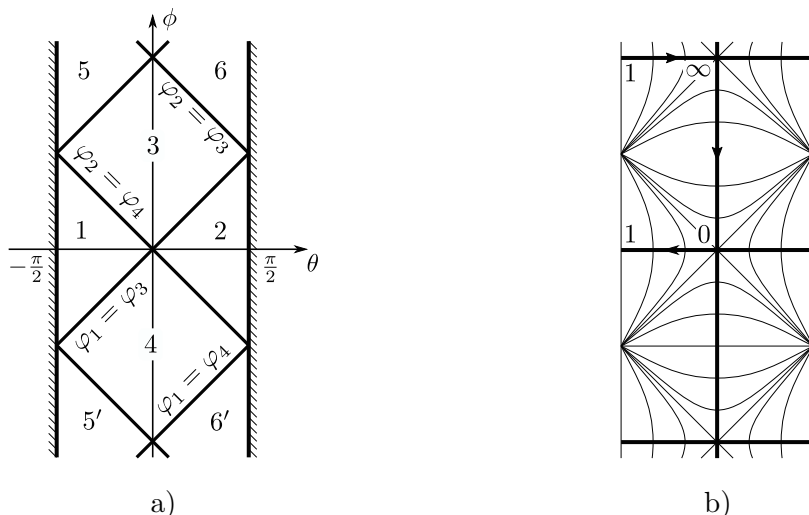 ϕ
5
6
φ₂ = φ₃
3
φ₂ = φ₄
1
2
−π/2
π/2
θ
φ₁ = φ₃
4
φ₁ = φ₄
5′
6′
a)
1
∞
1
0
b)